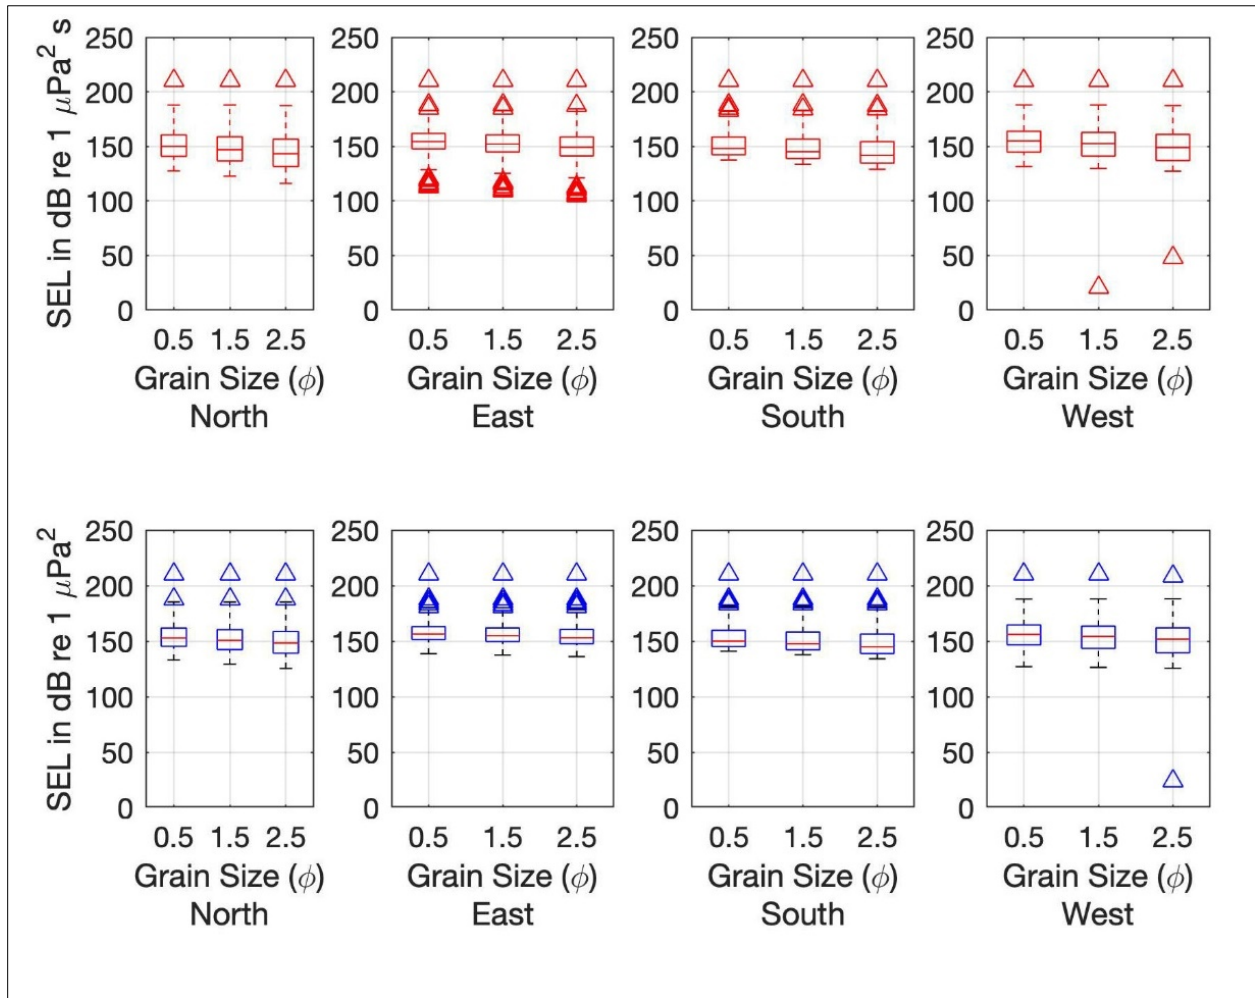 SEL in dB re 1 μPa² s
250 250 250 250
200 200 200 200
150 150 150 150
100 100 100 100
50 50 50 50
0 0 0 0
0.5 1.5 2.5 0.5 1.5 2.5 0.5 1.5 2.5 0.5 1.5 2.5
Grain Size (ϕ) Grain Size (ϕ) Grain Size (ϕ) Grain Size (ϕ)
North East South West
SEL in dB re 1 μPa²
250 250 250 250
200 200 200 200
150 150 150 150
100 100 100 100
50 50 50 50
0 0 0 0
0.5 1.5 2.5 0.5 1.5 2.5 0.5 1.5 2.5 0.5 1.5 2.5
Grain Size (ϕ) Grain Size (ϕ) Grain Size (ϕ) Grain Size (ϕ)
North East South West